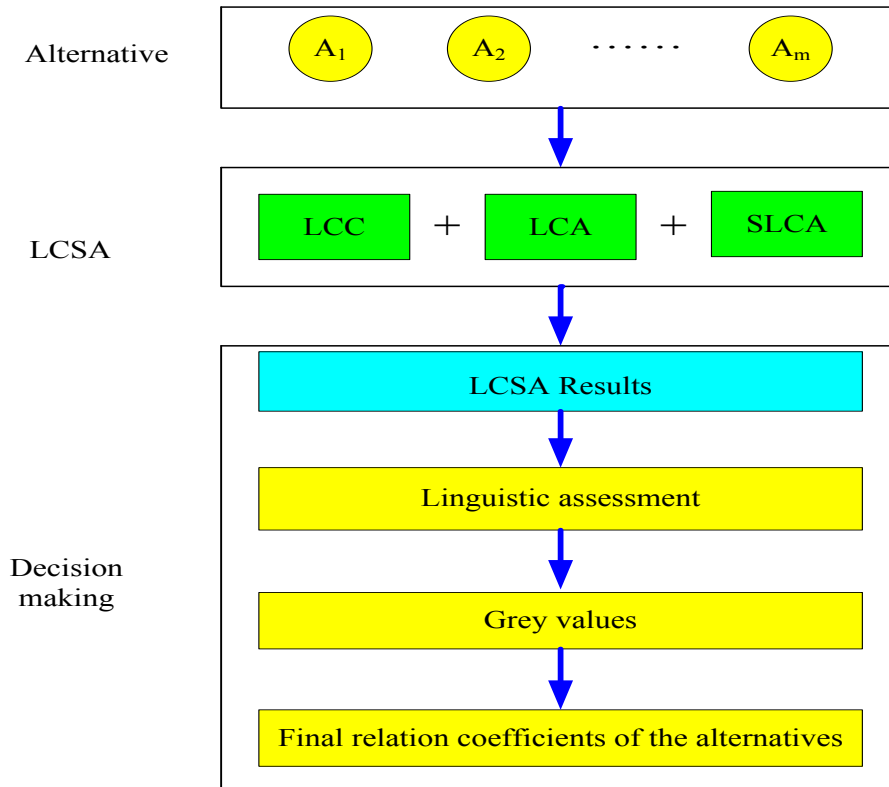 Alternative
A₁ A₂ ...... Aₘ
LCSA
LCC + LCA + SLCA
LCSA Results
Linguistic assessment
Decision
making
Grey values
Final relation coefficients of the alternatives